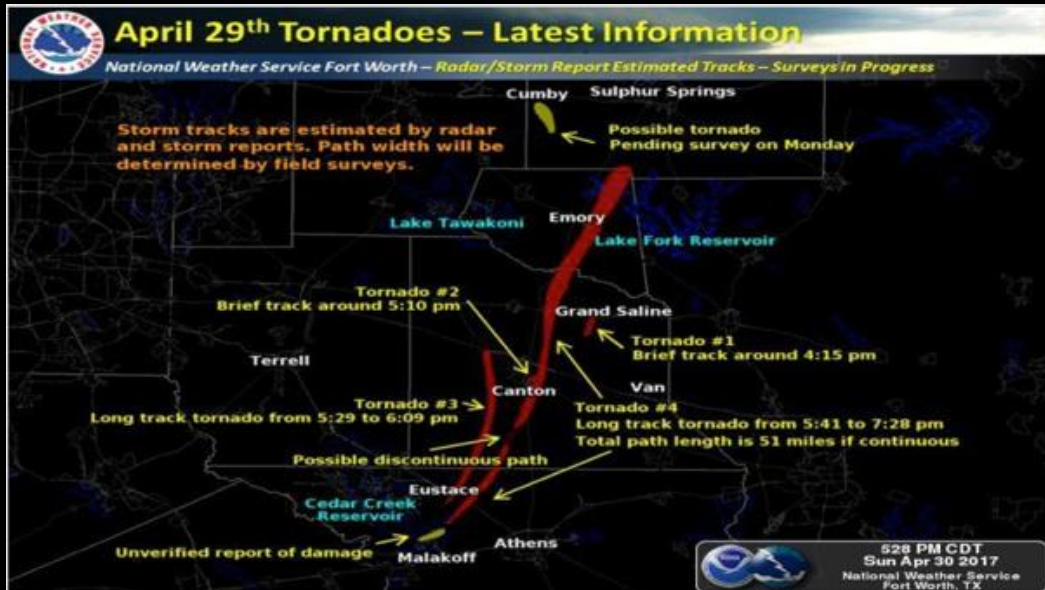 April 29th Tornadoes – Latest Information
National Weather Service Fort Worth – Radar/Storm Report Estimated Tracks – Surveys in Progress
Cumby
Sulphur Springs
Storm tracks are estimated by radar
and storm reports. Path width will be
determined by field surveys.
Possible tornado
Pending survey on Monday
Lake Tawakoni
Emory
Lake Fork Reservoir
Tornado #2
Brief track around 5:10 pm
Grand Saline
Tornado #1
Brief track around 4:15 pm
Terrell
Canton
Van
Tornado #3
Long track tornado from 5:29 to 6:09 pm
Tornado #4
Long track tornado from 5:41 to 7:28 pm
Total path length is 51 miles if continuous
Possible discontinuous path
Eustace
Cedar Creek
Reservoir
Unverified report of damage
Malakoff
Athens
528 PM CDT
Sun Apr 30 2017
National Weather Service
Fort Worth, TX